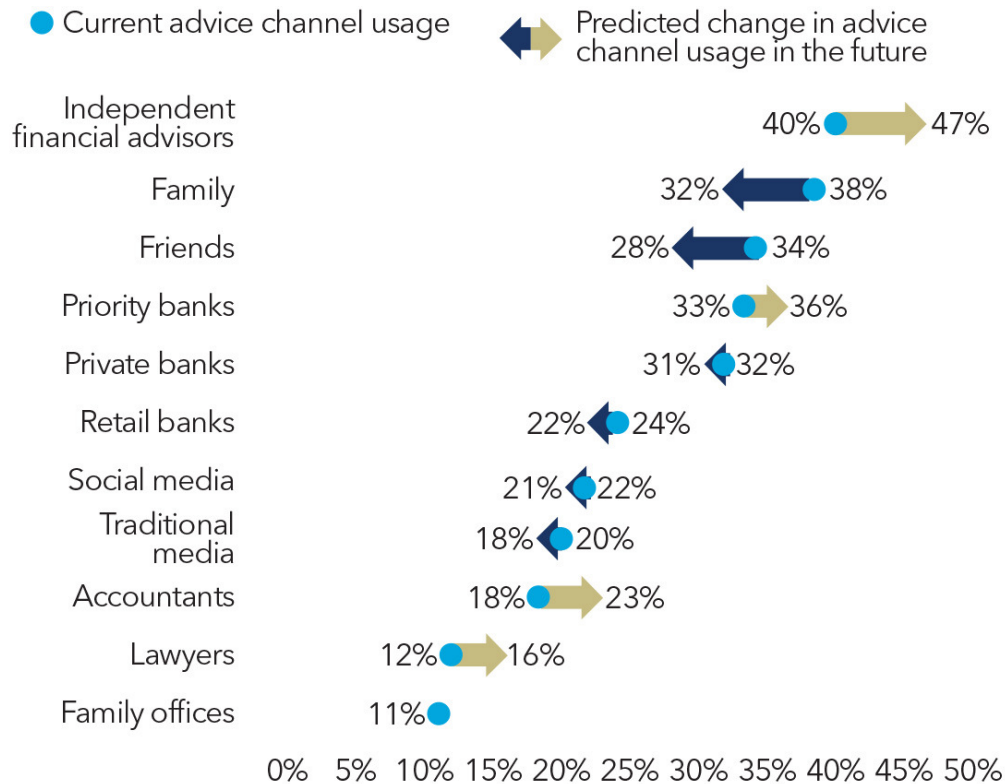 Current advice channel usage
Predicted change in advice
channel usage in the future
Independent
financial advisors
40% 47%
Family
32% 38%
Friends
28% 34%
Priority banks
33% 36%
Private banks
31% 32%
Retail banks
22% 24%
Social media
21% 22%
Traditional
media
18% 20%
Accountants
18% 23%
Lawyers
12% 16%
Family offices
11%
0% 5% 10% 15% 20% 25% 30% 35% 40% 45% 50%